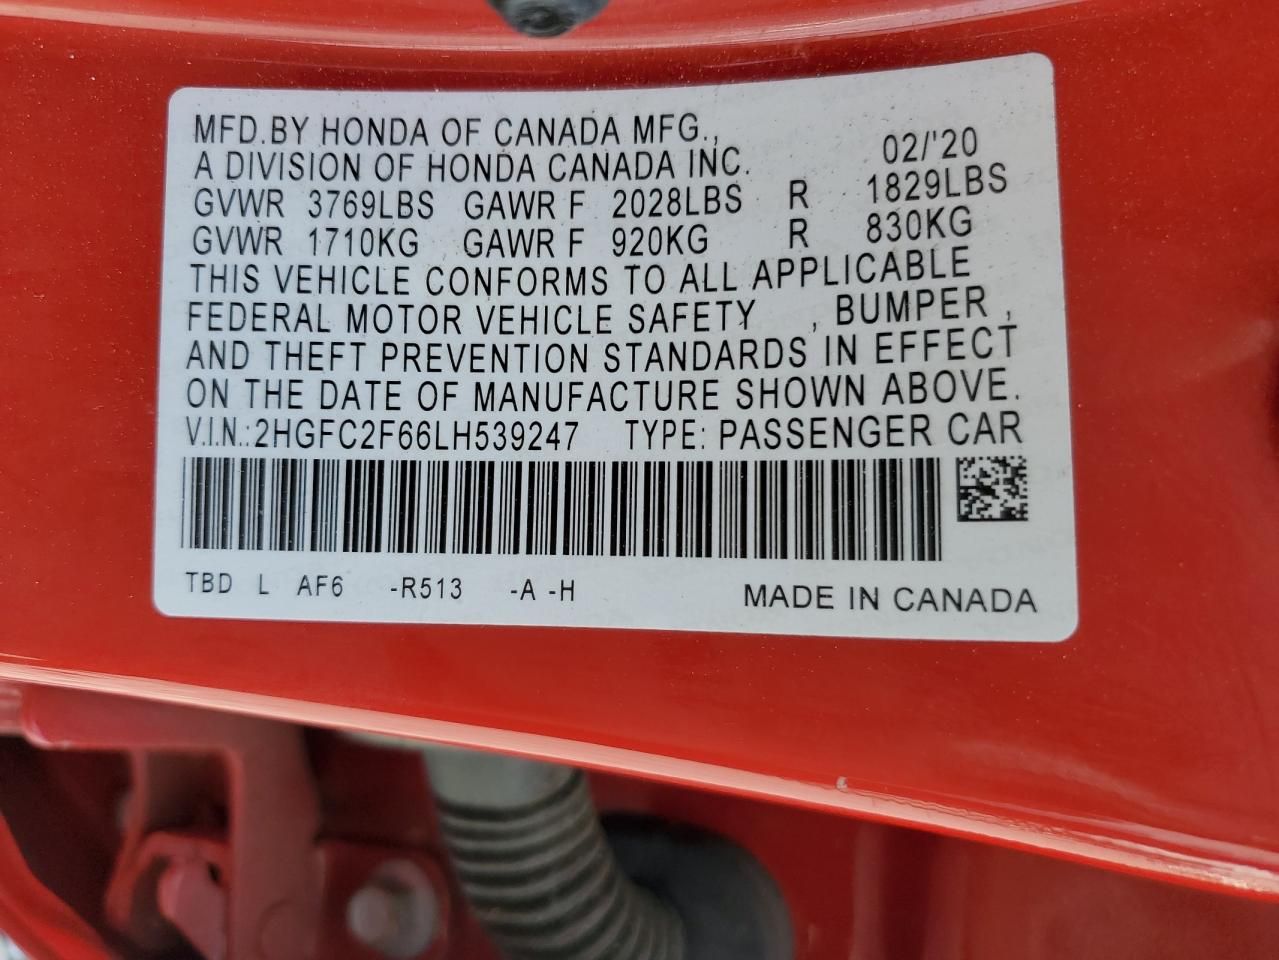 MFD.BY HONDA OF CANADA MFG.,
A DIVISION OF HONDA CANADA INC. 02/'20
GVWR 3769LBS GAWR F 2028LBS R 1829LBS
GVWR 1710KG GAWR F 920KG R 830KG
THIS VEHICLE CONFORMS TO ALL APPLICABLE
FEDERAL MOTOR VEHICLE SAFETY , BUMPER ,
AND THEFT PREVENTION STANDARDS IN EFFECT
ON THE DATE OF MANUFACTURE SHOWN ABOVE.
V.I.N.:2HGFC2F66LH539247 TYPE: PASSENGER CAR
TBD L AF6 -R513 -A -H MADE IN CANADA